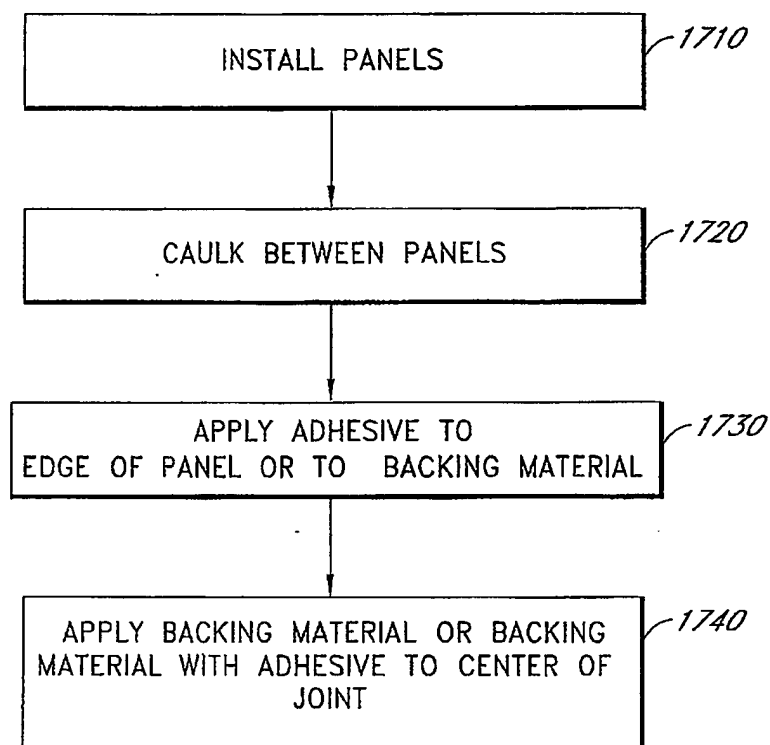 INSTALL PANELS
1710
CAULK BETWEEN PANELS
1720
APPLY ADHESIVE TO
EDGE OF PANEL OR TO BACKING MATERIAL
1730
APPLY BACKING MATERIAL OR BACKING
MATERIAL WITH ADHESIVE TO CENTER OF
JOINT
1740